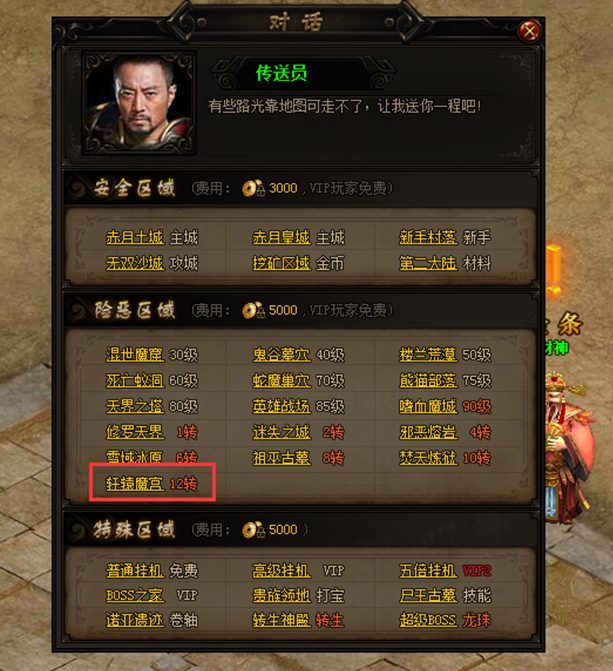 对话
传送员
有些路光靠地图可走不了，让我送你一程吧!
安全区域 (费用: 3000 ,VIP玩家免费)
赤月土城 主城 赤月皇城 主城 新手村落 新手
无双沙城 攻城 挖矿区域 金币 第二大陆 材料
险恶区域 (费用: 5000 ,VIP玩家免费)
混世魔窟 30级 鬼谷墓穴 40级 楼兰荒漠 50级
死亡蚁洞 60级 蛇魔巢穴 70级 熊猫部落 75级
天界之塔 80级 英雄战场 85级 嗜血魔城 90级
修罗天界 1转 迷失之城 2转 邪恶熔岩 4转
雪域冰原 6转 祖巫古墓 8转 焚天炼狱 10转
轩辕魔宫 12转
特殊区域 (费用: 5000 )
普通挂机 免费 高级挂机 VIP 五倍挂机 VIP2
BOSS之家 VIP 贵族领地 打宝 尸王古墓 技能
诺亚遗迹 卷轴 转生神殿 转生 超级BOSS 龙珠
条
财神